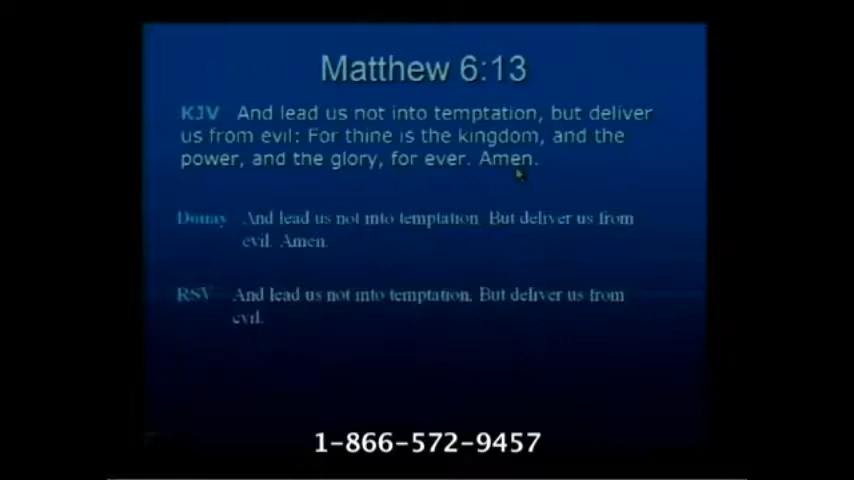 Matthew 6:13
KJV And lead us not into temptation, but deliver
us from evil: For thine is the kingdom, and the
power, and the glory, for ever. Amen.
Douay And lead us not into temptation. But deliver us from
evil. Amen.
RSV And lead us not into temptation. But deliver us from
evil.
1-866-572-9457